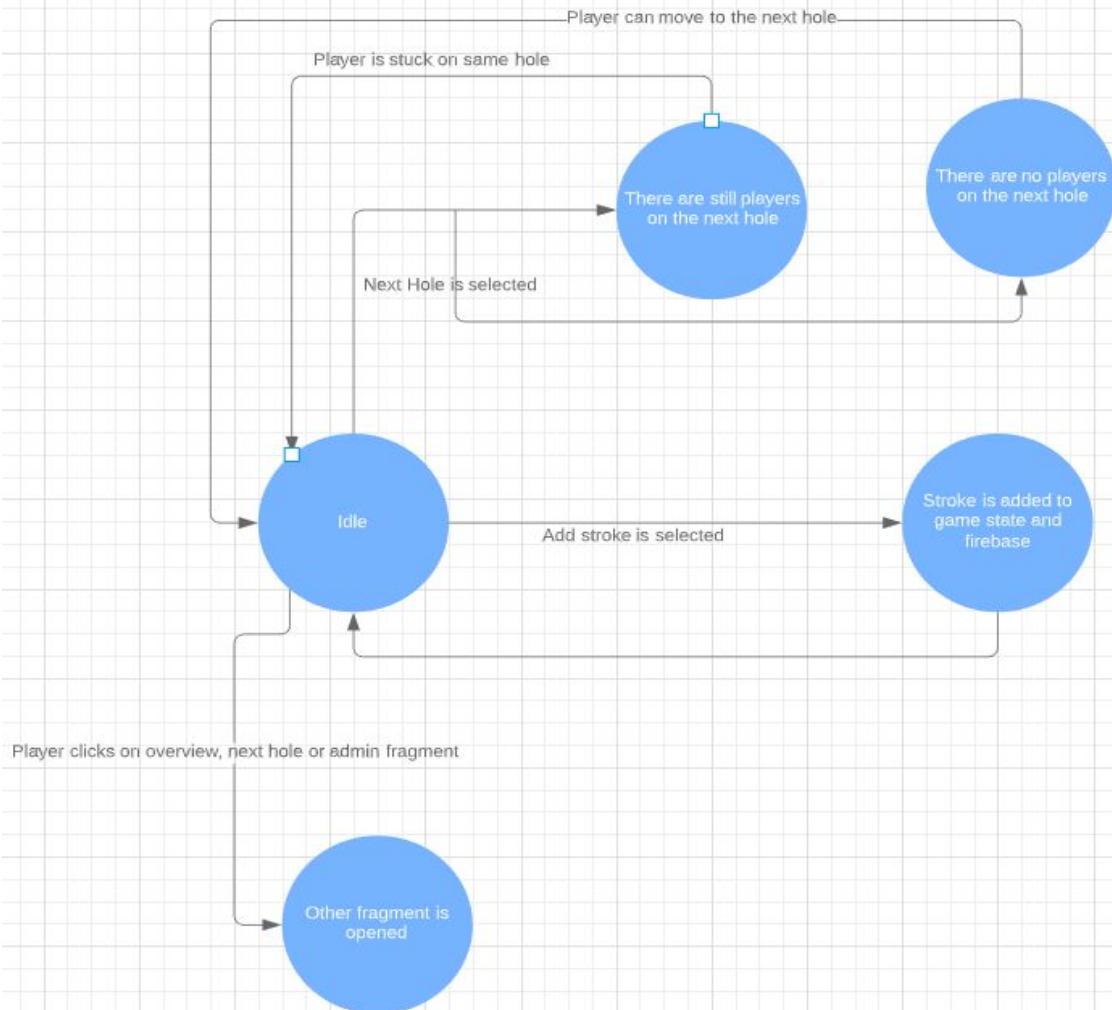 Player can move to the next hole
Player is stuck on same hole
There are still players
on the next hole
There are no players
on the next hole
Next Hole is selected
Idle
Add stroke is selected
Stroke is added to
game state and
firebase
Player clicks on overview, next hole or admin fragment
Other fragment is
opened